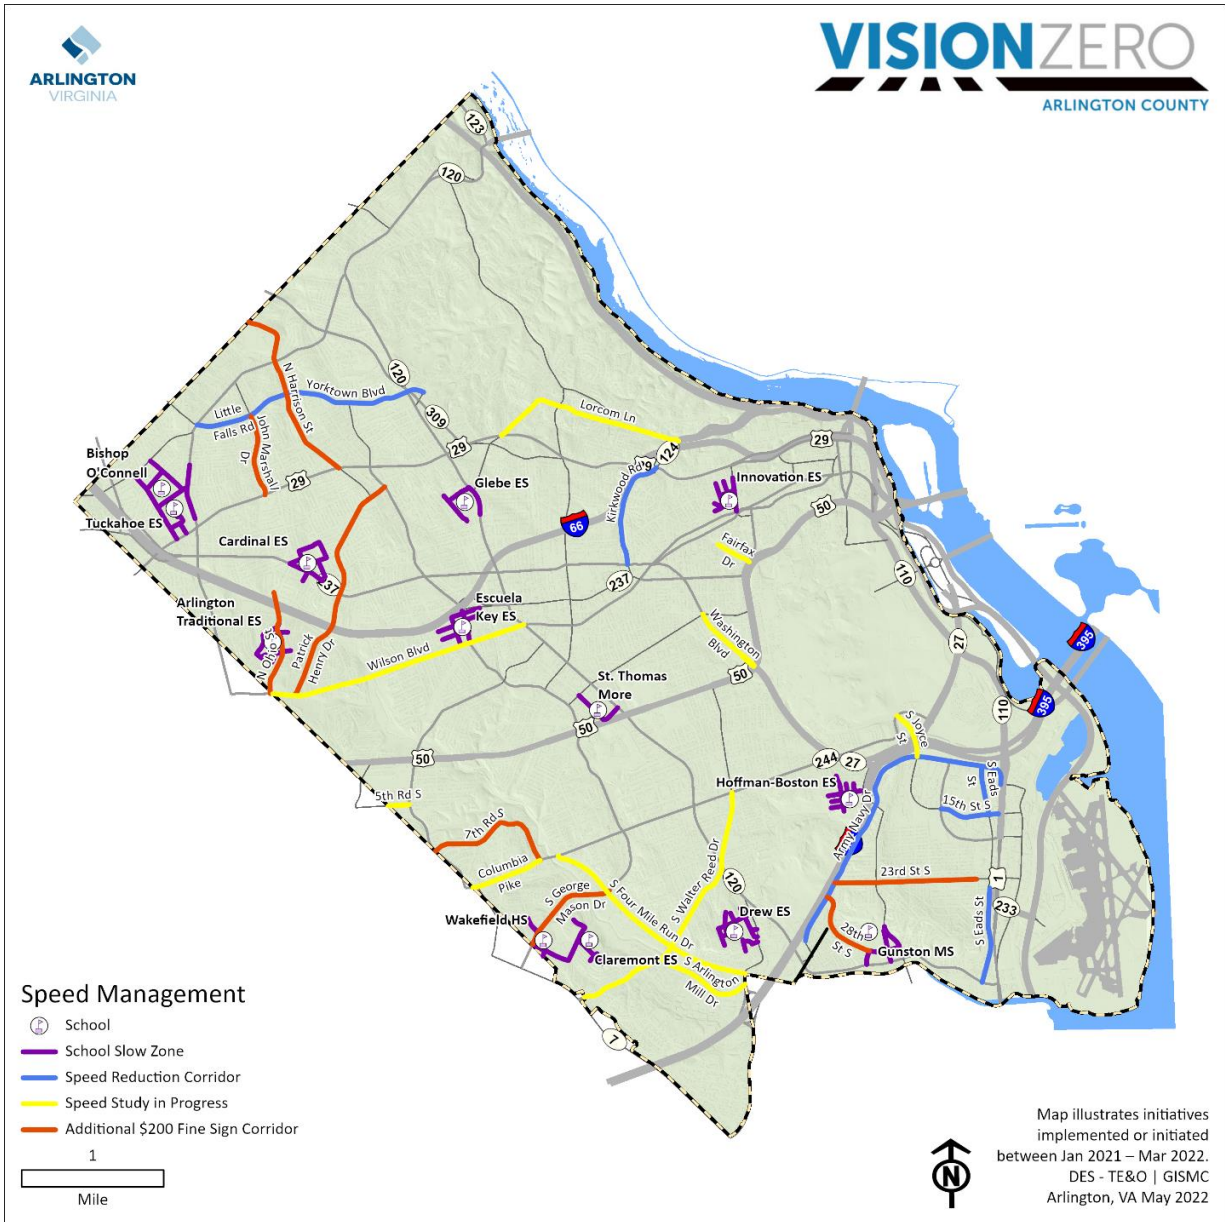 ARLINGTON
VIRGINIA
VISIONZERO
ARLINGTON COUNTY
123
120
N Harrison St
Yorktown Blvd
120
Little
Falls Rd
John Marshall
Dr
309
29
29
Lorcom Ln
124
29
Kirkwood Rd
Bishop
O'Connell
Tuckahoe ES
Glebe ES
Innovation ES
66
50
Cardinal ES
237
Fairfax
Dr
237
110
Arlington
Traditional ES
Escuela
Key ES
N Ohio St
Patrick
Henry Dr
Wilson Blvd
Washington
Blvd
27
395
St. Thomas
More
50
50
50
110
395
S Joyce
St
244
27
Hoffman-Boston ES
S Eads
St
15th St S
Army Navy Dr
5th Rd S
7th Rd S
Columbia
Pike
S George
Mason Dr
S Four Mile Run Dr
S Walter Reed Dr
120
23rd St S
1
233
S Eads St
Wakefield HS
Claremont ES
Drew ES
28th
St S
Gunston MS
S Arlington
Mill Dr
7
Speed Management
School
School Slow Zone
Speed Reduction Corridor
Speed Study in Progress
Additional $200 Fine Sign Corridor
1
Mile
N
Map illustrates initiatives
implemented or initiated
between Jan 2021 – Mar 2022.
DES - TE&O | GISMC
Arlington, VA May 2022